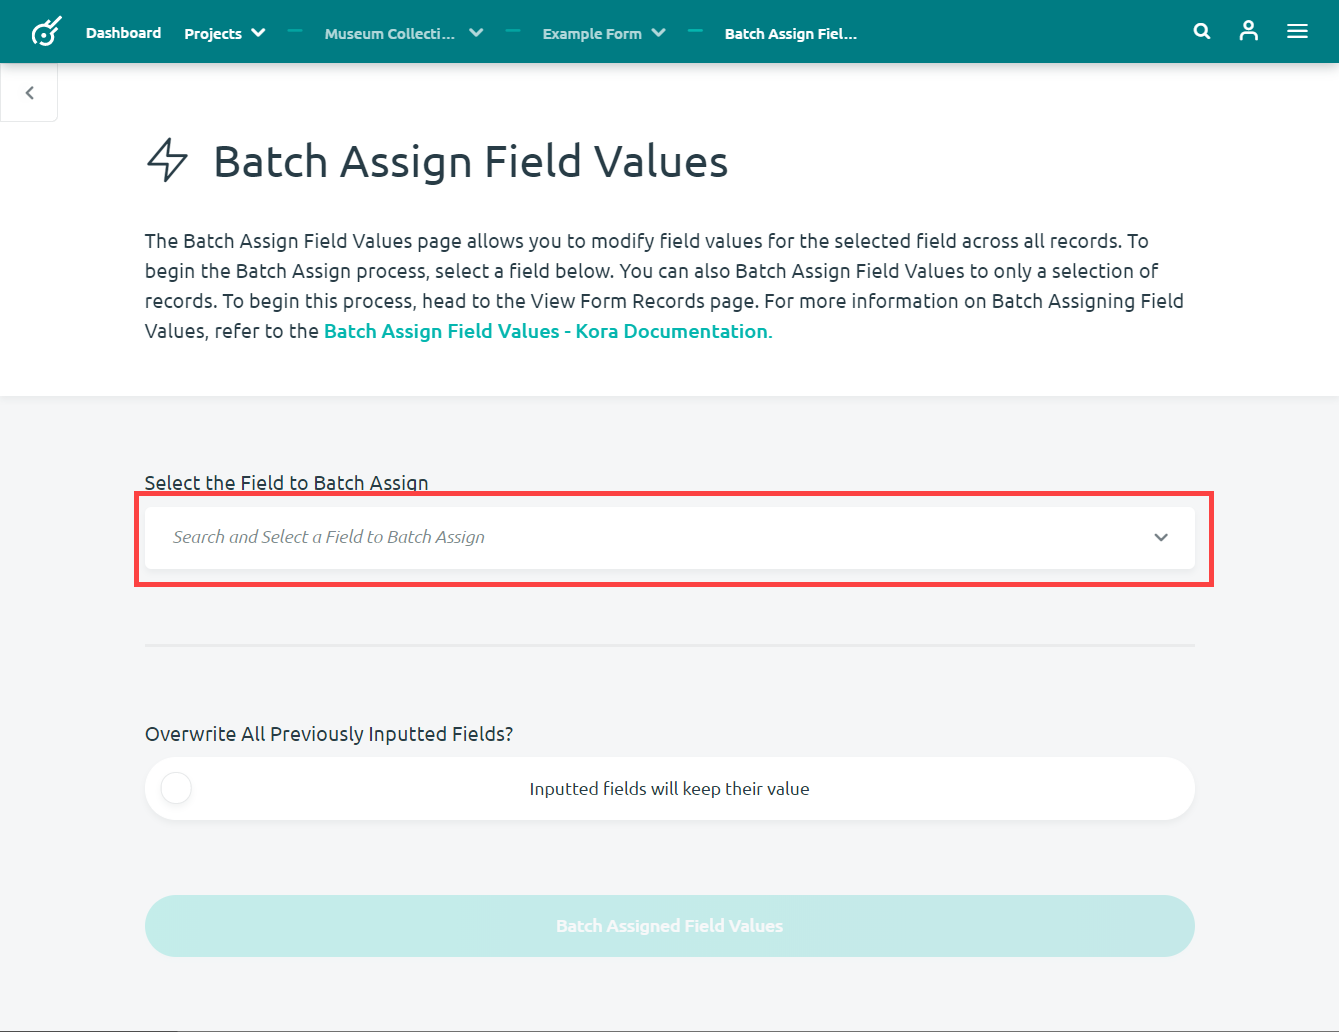 Dashboard Projects Museum Collecti... Example Form Batch Assign Fiel...
Batch Assign Field Values
The Batch Assign Field Values page allows you to modify field values for the selected field across all records. To
begin the Batch Assign process, select a field below. You can also Batch Assign Field Values to only a selection of
records. To begin this process, head to the View Form Records page. For more information on Batch Assigning Field
Values, refer to the Batch Assign Field Values - Kora Documentation.
Select the Field to Batch Assign
Search and Select a Field to Batch Assign
Overwrite All Previously Inputted Fields?
Inputted fields will keep their value
Batch Assigned Field Values